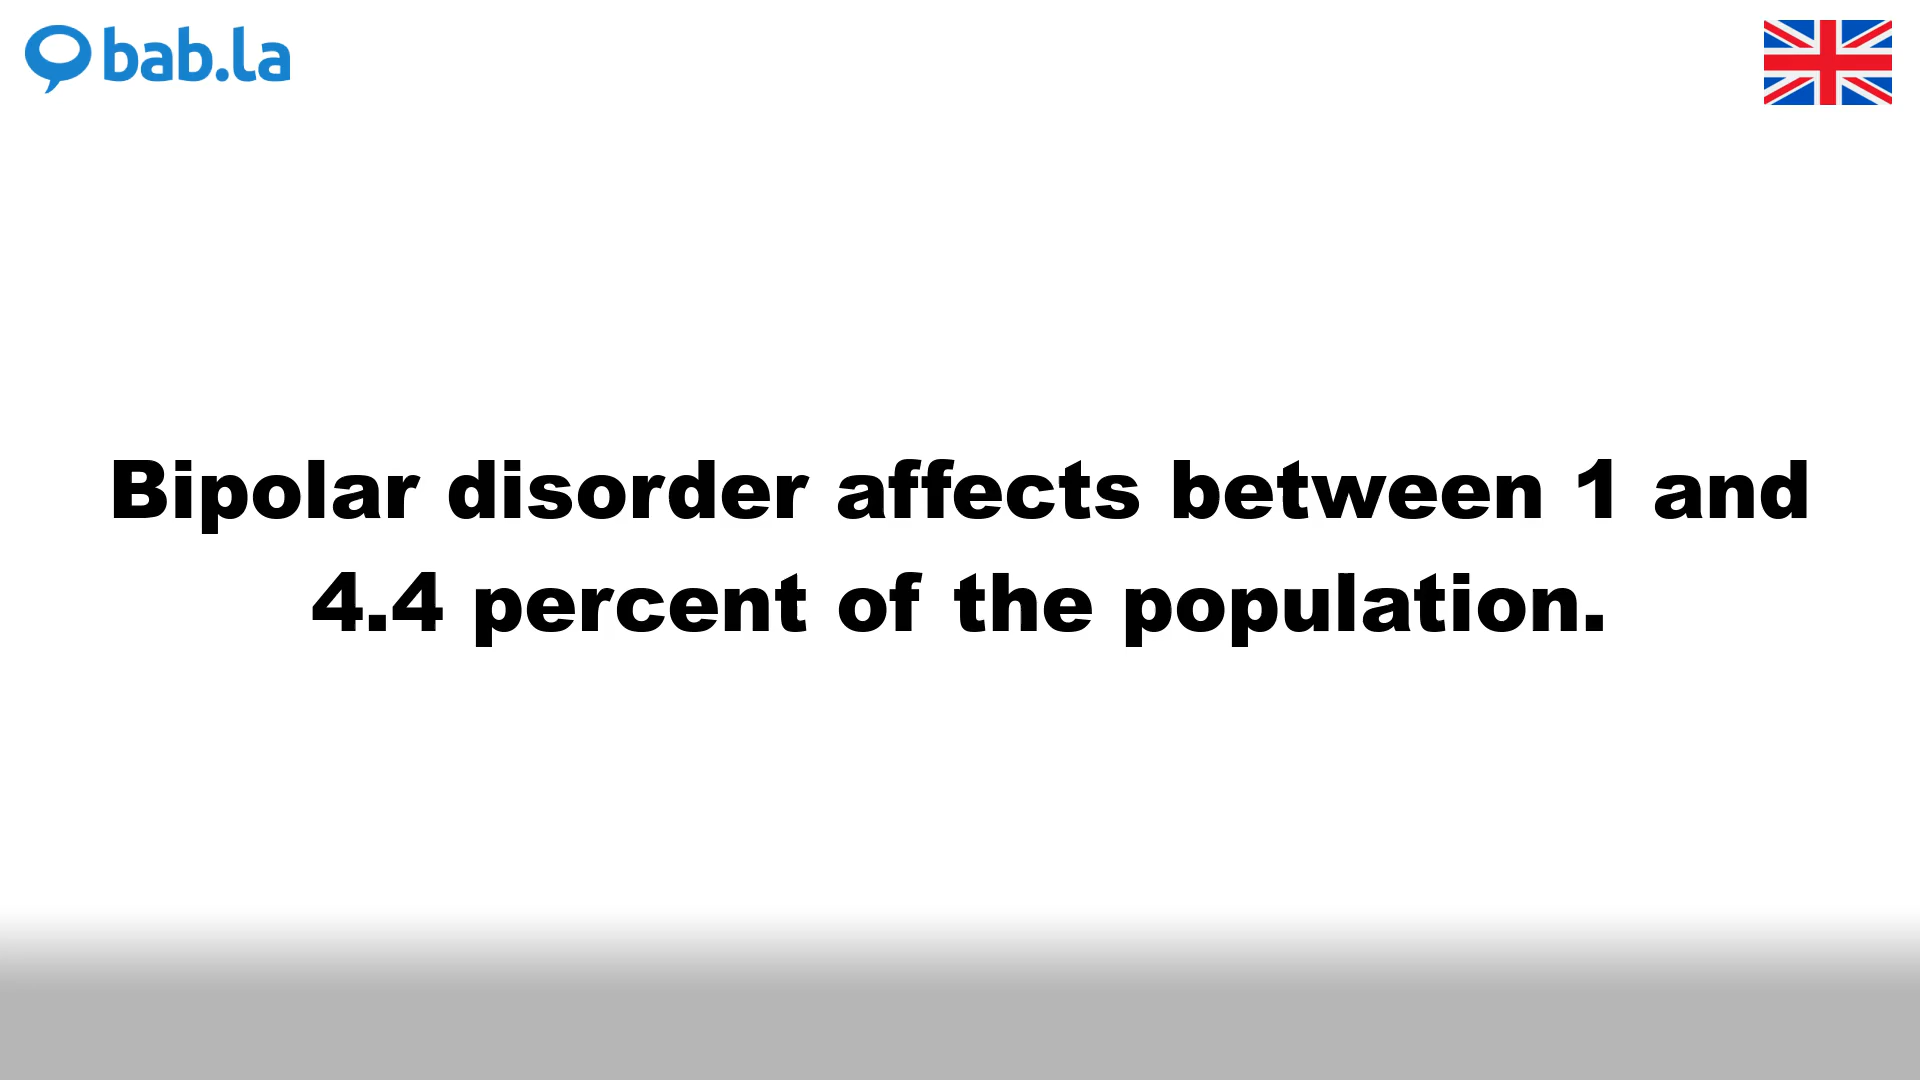 bab.la
Bipolar disorder affects between 1 and
4.4 percent of the population.